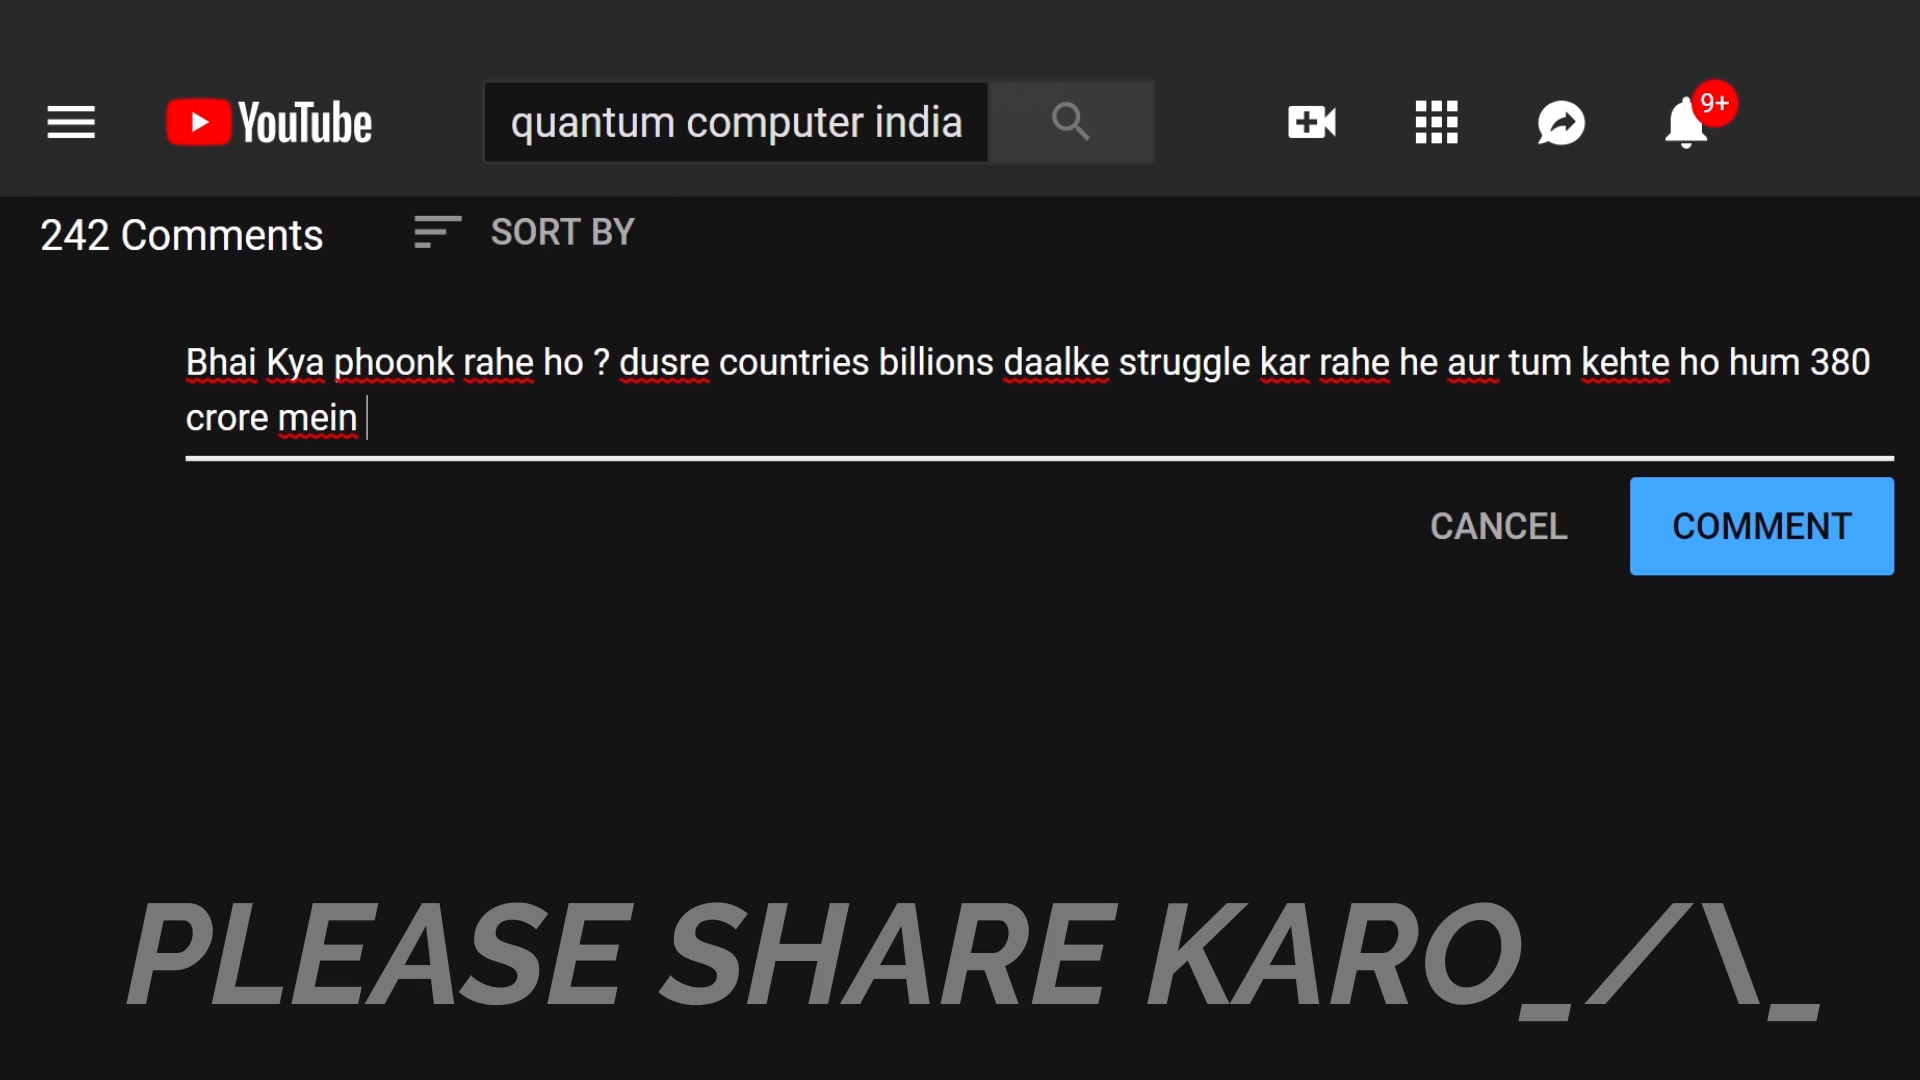 YouTube
quantum computer india
9+
242 Comments
SORT BY
Bhai Kya phoonk rahe ho ? dusre countries billions daalke struggle kar rahe he aur tum kehte ho hum 380
crore mein
CANCEL
COMMENT
PLEASE SHARE KARO_/\_